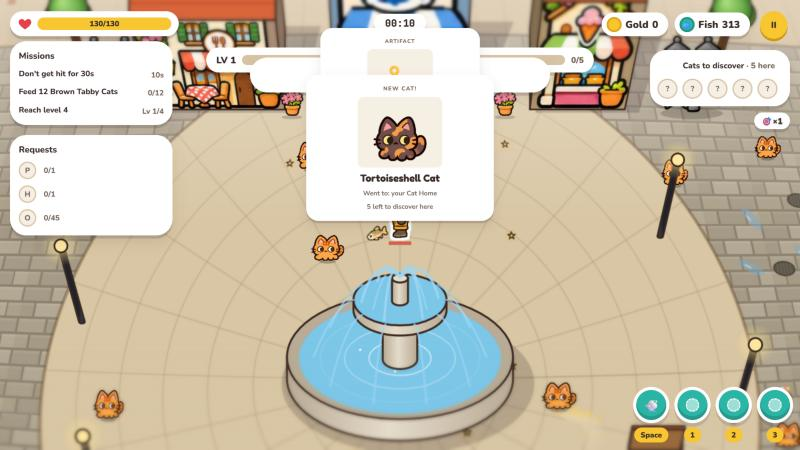 130/130
00:10
Gold 0
Fish 313
Missions
Don't get hit for 30s 10s
Feed 12 Brown Tabby Cats 0/12
Reach level 4 Lv 1/4
LV 1
0/5
ARTIFACT
Cats to discover · 5 here
? ? ? ? ?
×1
NEW CAT!
Tortoiseshell Cat
Went to: your Cat Home
5 left to discover here
Requests
P 0/1
H 0/1
O 0/45
Space 1 2 3